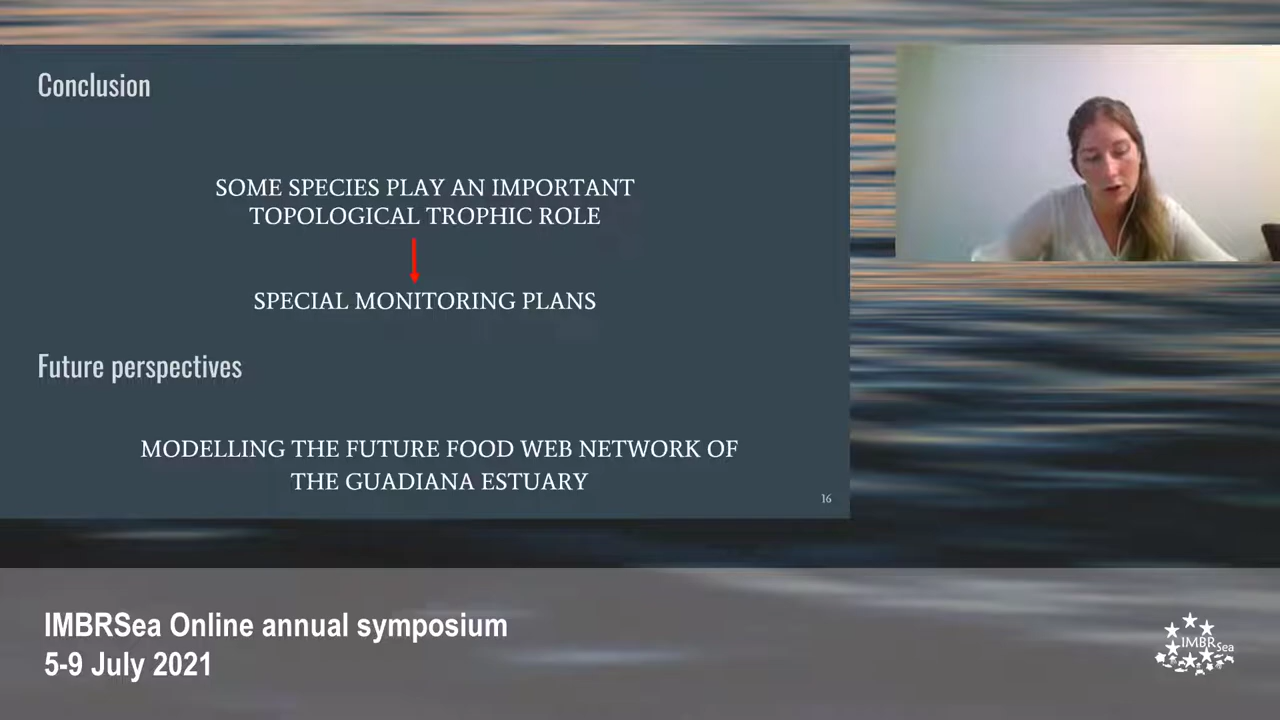 Conclusion
SOME SPECIES PLAY AN IMPORTANT
TOPOLOGICAL TROPHIC ROLE
SPECIAL MONITORING PLANS
Future perspectives
MODELLING THE FUTURE FOOD WEB NETWORK OF
THE GUADIANA ESTUARY
16
IMBRSea Online annual symposium
5-9 July 2021
IMBRSea